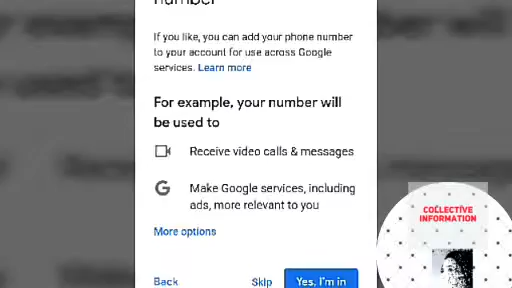 number
If you like, you can add your phone number
to your account for use across Google
services. Learn more
For example, your number will
be used to
Receive video calls & messages
Make Google services, including
ads, more relevant to you
More options
Back
Skip
Yes, I'm in
COLLECTIVE
INFORMATION